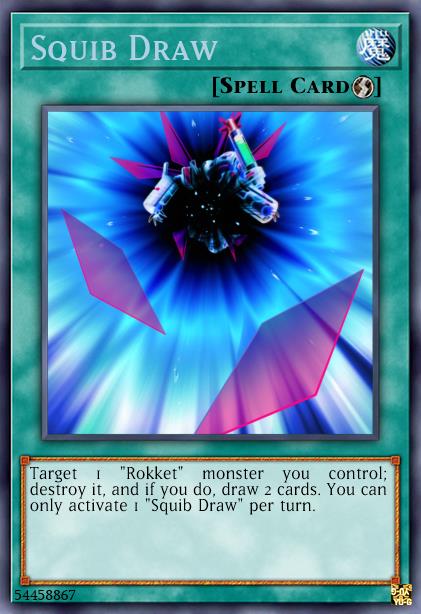 Squib Draw
[Spell Card]
Target 1 "Rokket" monster you control;
destroy it, and if you do, draw 2 cards. You can
only activate 1 "Squib Draw" per turn.
54458867